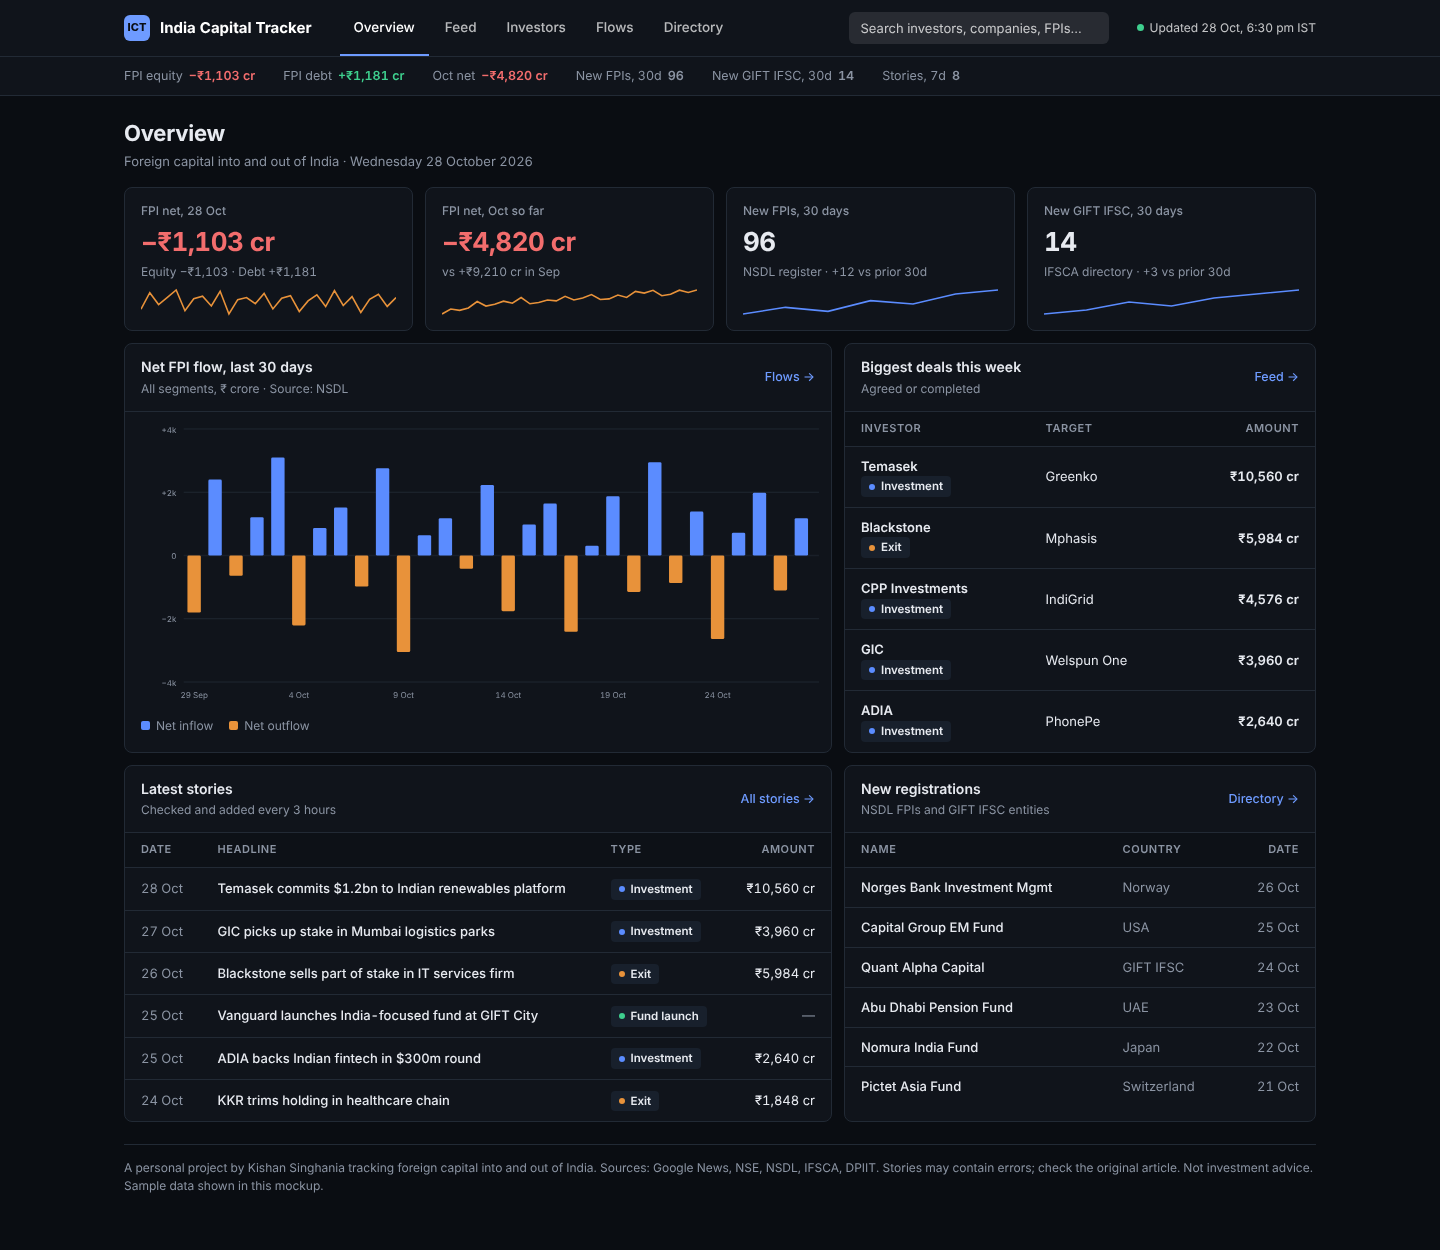 ICT India Capital Tracker Overview Feed Investors Flows Directory Search investors, companies, FPIs... Updated 28 Oct, 6:30 pm IST
FPI equity −₹1,103 cr FPI debt +₹1,181 cr Oct net −₹4,820 cr New FPIs, 30d 96 New GIFT IFSC, 30d 14 Stories, 7d 8
Overview
Foreign capital into and out of India · Wednesday 28 October 2026
FPI net, 28 Oct
−₹1,103 cr
Equity −₹1,103 · Debt +₹1,181
FPI net, Oct so far
−₹4,820 cr
vs +₹9,210 cr in Sep
New FPIs, 30 days
96
NSDL register · +12 vs prior 30d
New GIFT IFSC, 30 days
14
IFSCA directory · +3 vs prior 30d
Net FPI flow, last 30 days
All segments, ₹ crore · Source: NSDL
Flows →
+4k
+2k
0
−2k
−4k
29 Sep 4 Oct 9 Oct 14 Oct 19 Oct 24 Oct
Net inflow Net outflow
Biggest deals this week
Agreed or completed
Feed →
INVESTOR TARGET AMOUNT
Temasek
Investment
Greenko ₹10,560 cr
Blackstone
Exit
Mphasis ₹5,984 cr
CPP Investments
Investment
IndiGrid ₹4,576 cr
GIC
Investment
Welspun One ₹3,960 cr
ADIA
Investment
PhonePe ₹2,640 cr
Latest stories
Checked and added every 3 hours
All stories →
DATE HEADLINE TYPE AMOUNT
28 Oct Temasek commits $1.2bn to Indian renewables platform Investment ₹10,560 cr
27 Oct GIC picks up stake in Mumbai logistics parks Investment ₹3,960 cr
26 Oct Blackstone sells part of stake in IT services firm Exit ₹5,984 cr
25 Oct Vanguard launches India-focused fund at GIFT City Fund launch —
25 Oct ADIA backs Indian fintech in $300m round Investment ₹2,640 cr
24 Oct KKR trims holding in healthcare chain Exit ₹1,848 cr
New registrations
NSDL FPIs and GIFT IFSC entities
Directory →
NAME COUNTRY DATE
Norges Bank Investment Mgmt Norway 26 Oct
Capital Group EM Fund USA 25 Oct
Quant Alpha Capital GIFT IFSC 24 Oct
Abu Dhabi Pension Fund UAE 23 Oct
Nomura India Fund Japan 22 Oct
Pictet Asia Fund Switzerland 21 Oct
A personal project by Kishan Singhania tracking foreign capital into and out of India. Sources: Google News, NSE, NSDL, IFSCA, DPIIT. Stories may contain errors; check the original article. Not investment advice.
Sample data shown in this mockup.